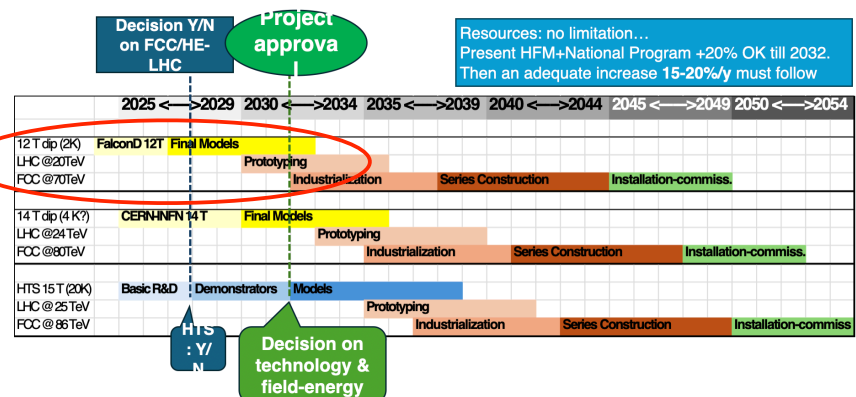 Decision Y/N
on FCC/HE-
LHC
Project
approva
l
Resources: no limitation...
Present HFM+National Program +20% OK till 2032.
Then an adequate increase 15-20%/y must follow
2025 <—>2029 2030 <—>2034 2035 <—>2039 2040 <—>2044 2045 <—>2049 2050 <—>2054
12 T dip (2K) FalconD 12T Final Models
LHC @20TeV Prototyping
FCC @70TeV Industrialization Series Construction Installation-commiss.
14 T dip (4 K?) CERN-INFN 14 T Final Models
LHC @24TeV Prototyping
FCC @80TeV Industrialization Series Construction Installation-commiss.
HTS 15 T (20K) Basic R&D Demonstrators Models
LHC @ 25 TeV Prototyping
FCC @ 86 TeV Industrialization Series Construction Installation-commiss
HTS
: Y/
N
Decision on
technology &
field-energy